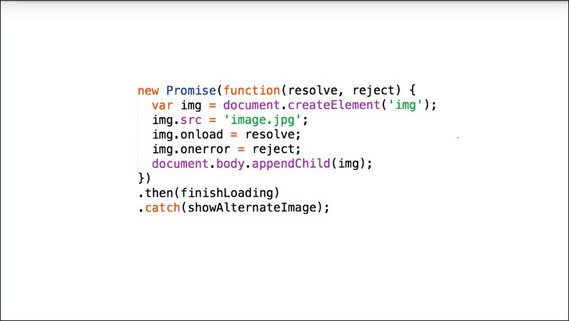 new Promise(function(resolve, reject) {
  var img = document.createElement('img');
  img.src = 'image.jpg';
  img.onload = resolve;
  img.onerror = reject;
  document.body.appendChild(img);
})
.then(finishLoading)
.catch(showAlternateImage);